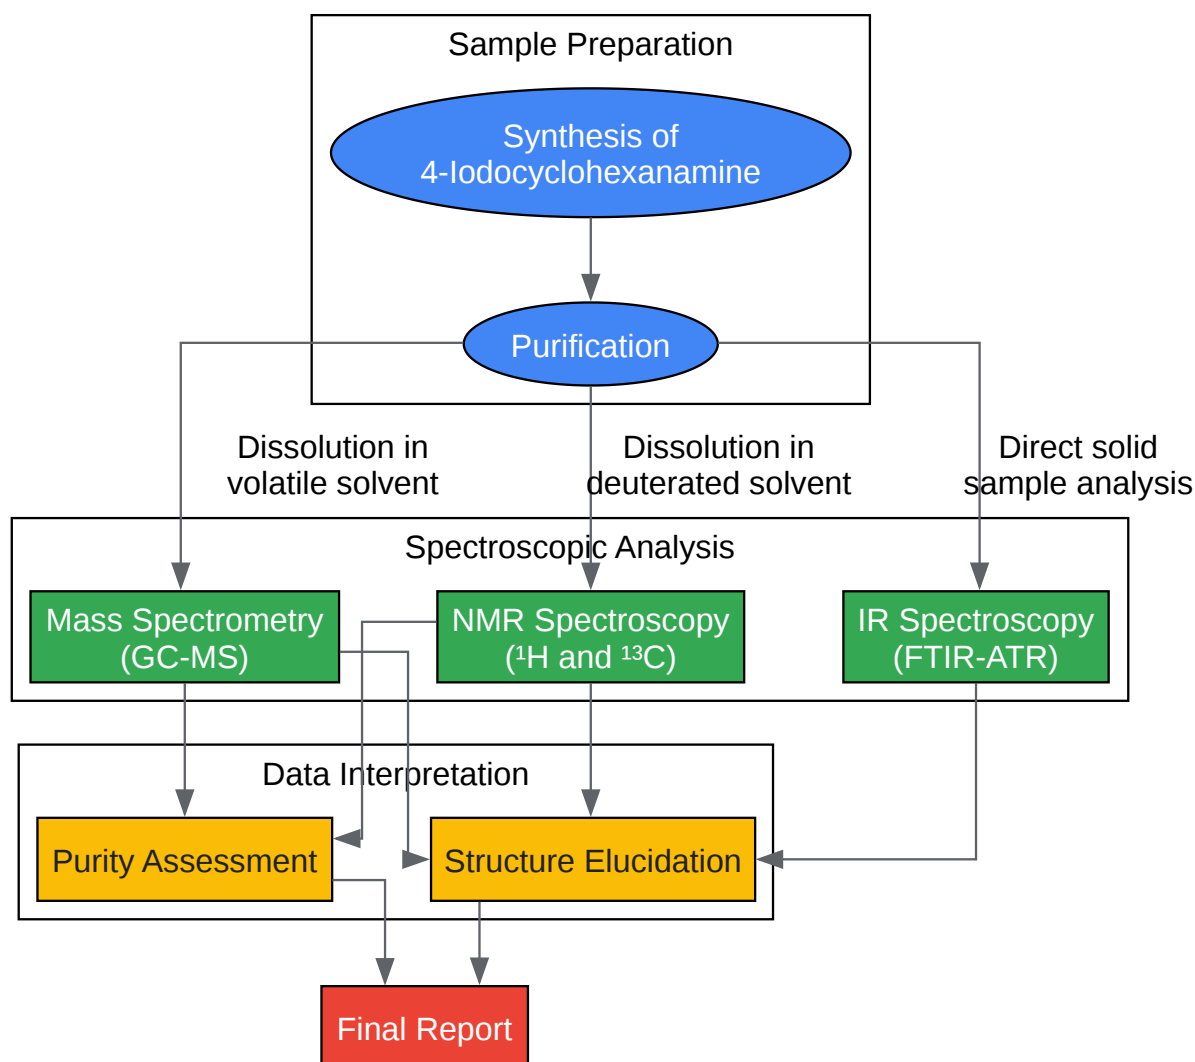 Sample Preparation
Synthesis of
4-Iodocyclohexanamine
Purification
Dissolution in
volatile solvent
Dissolution in
deuterated solvent
Direct solid
sample analysis
Spectroscopic Analysis
Mass Spectrometry
(GC-MS)
NMR Spectroscopy
(¹H and ¹³C)
IR Spectroscopy
(FTIR-ATR)
Data Interpretation
Purity Assessment
Structure Elucidation
Final Report